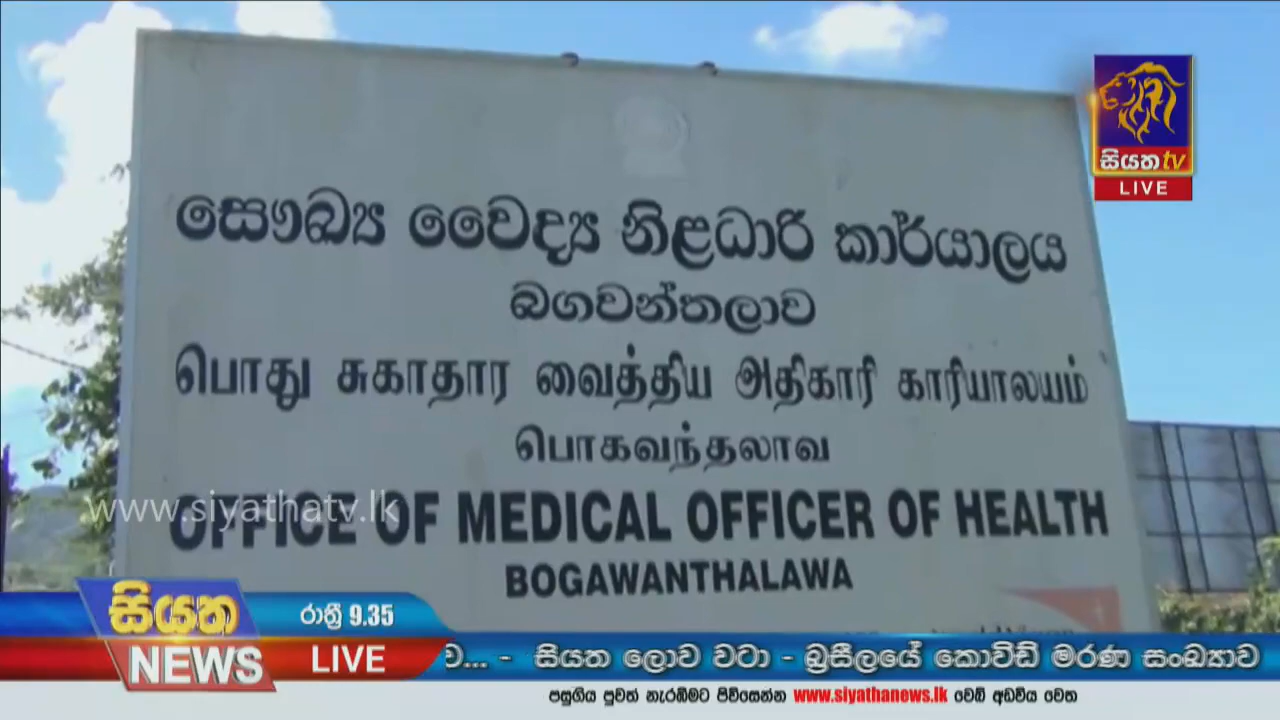 සියත tv
LIVE
සෞඛ්‍ය වෛද්‍ය නිළධාරී කාර්යාලය
බගවන්තලාව
பொது சுகாதார வைத்திய அதிகாரி காரியாலயம்
பொகவந்தலாவ
www.siyathatv.lk
OFFICE OF MEDICAL OFFICER OF HEALTH
BOGAWANTHALAWA
සියත
NEWS
රාත්‍රී 9.35
LIVE
ව... - සියත ලොව වටා - බ්‍රසීලයේ කොවිඩ් මරණ සංඛ්‍යාව
පසුගිය පුවත් නැරඹීමට පිවිසෙන්න www.siyathanews.lk වෙබ් අඩවිය වෙත